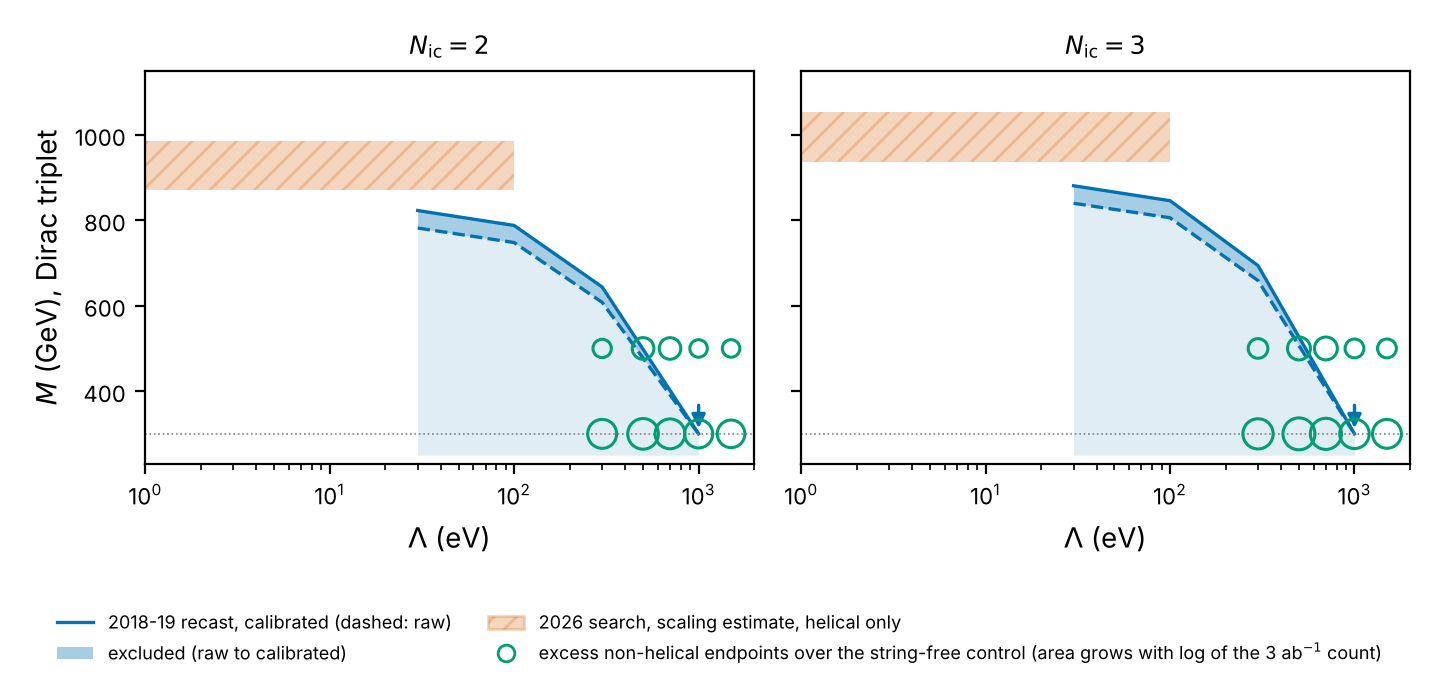 N_ic = 2
N_ic = 3
M (GeV), Dirac triplet
1000
800
600
400
10^0
10^1
10^2
10^3
10^0
10^1
10^2
10^3
Λ (eV)
Λ (eV)
2018-19 recast, calibrated (dashed: raw)
2026 search, scaling estimate, helical only
excluded (raw to calibrated)
excess non-helical endpoints over the string-free control (area grows with log of the 3 ab⁻¹ count)